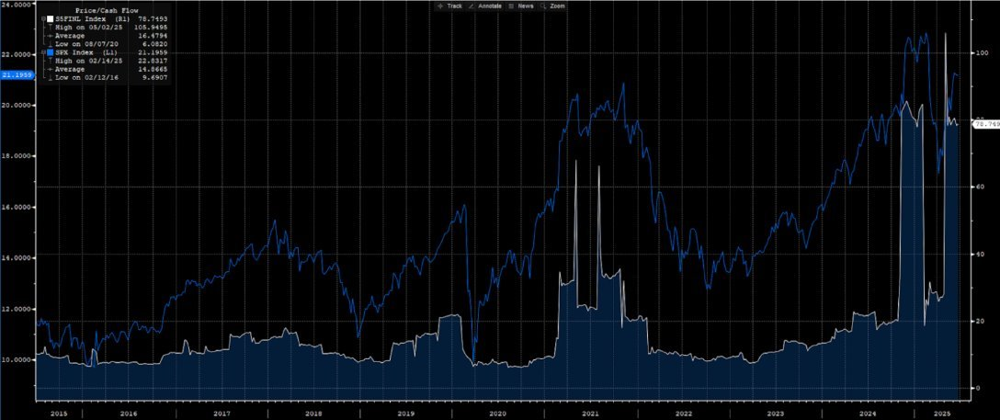 24.0000
Track Annotate News Zoom
Price/Cash Flow
S5FINL Index (R1) 78.7493
High on 05/02/25 105.9495
Average 16.4794
Low on 08/07/20 6.0820
SPX Index (L1) 21.1959
High on 02/14/25 22.8317
Average 14.8665
Low on 02/12/16 9.6907
100
22.0000
21.1959
20.0000
80
78.749
18.0000
60
16.0000
40
14.0000
12.0000
20
10.0000
0
2015 2016 2017 2018 2019 2020 2021 2022 2023 2024 2025